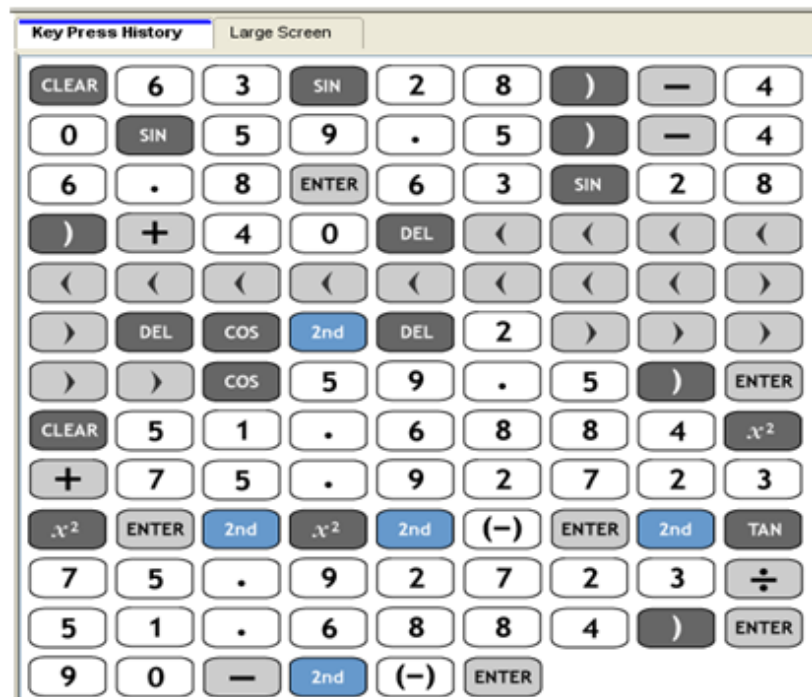 Key Press History Large Screen
CLEAR 6 3 SIN 2 8 ) − 4
0 SIN 5 9 . 5 ) − 4
6 . 8 ENTER 6 3 SIN 2 8
) + 4 0 DEL ( ( ( (
( ( ( ( ( ( ( ( )
) DEL COS 2nd DEL 2 ) ) )
) ) COS 5 9 . 5 ) ENTER
CLEAR 5 1 . 6 8 8 4 x²
+ 7 5 . 9 2 7 2 3
x² ENTER 2nd x² 2nd (−) ENTER 2nd TAN
7 5 . 9 2 7 2 3 ÷
5 1 . 6 8 8 4 ) ENTER
9 0 − 2nd (−) ENTER